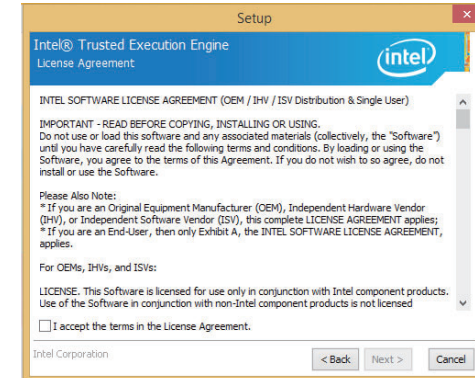 Setup
Intel® Trusted Execution Engine
License Agreement
intel
INTEL SOFTWARE LICENSE AGREEMENT (OEM / IHV / ISV Distribution & Single User)
IMPORTANT - READ BEFORE COPYING, INSTALLING OR USING.
Do not use or load this software and any associated materials (collectively, the "Software")
until you have carefully read the following terms and conditions. By loading or using the
Software, you agree to the terms of this Agreement. If you do not wish to so agree, do not
install or use the Software.
Please Also Note:
* If you are an Original Equipment Manufacturer (OEM), Independent Hardware Vendor
(IHV), or Independent Software Vendor (ISV), this complete LICENSE AGREEMENT applies;
* If you are an End-User, then only Exhibit A, the INTEL SOFTWARE LICENSE AGREEMENT,
applies.
For OEMs, IHVs, and ISVs:
LICENSE. This Software is licensed for use only in conjunction with Intel component products.
Use of the Software in conjunction with non-Intel component products is not licensed
I accept the terms in the License Agreement.
Intel Corporation
< Back Next > Cancel